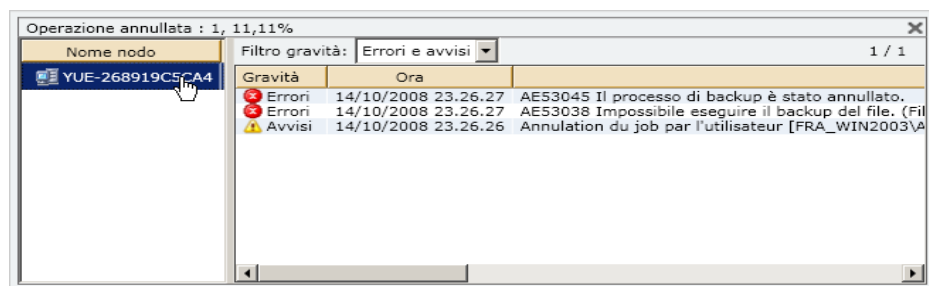 Operazione annullata : 1, 11,11%
Nome nodo
Filtro gravità: Errori e avvisi 1 / 1
YUE-268919C5CA4
Gravità Ora
Errori 14/10/2008 23.26.27 AE53045 Il processo di backup è stato annullato.
Errori 14/10/2008 23.26.27 AE53038 Impossibile eseguire il backup del file. (Fil
Avvisi 14/10/2008 23.26.26 Annulation du job par l'utilisateur [FRA_WIN2003\A